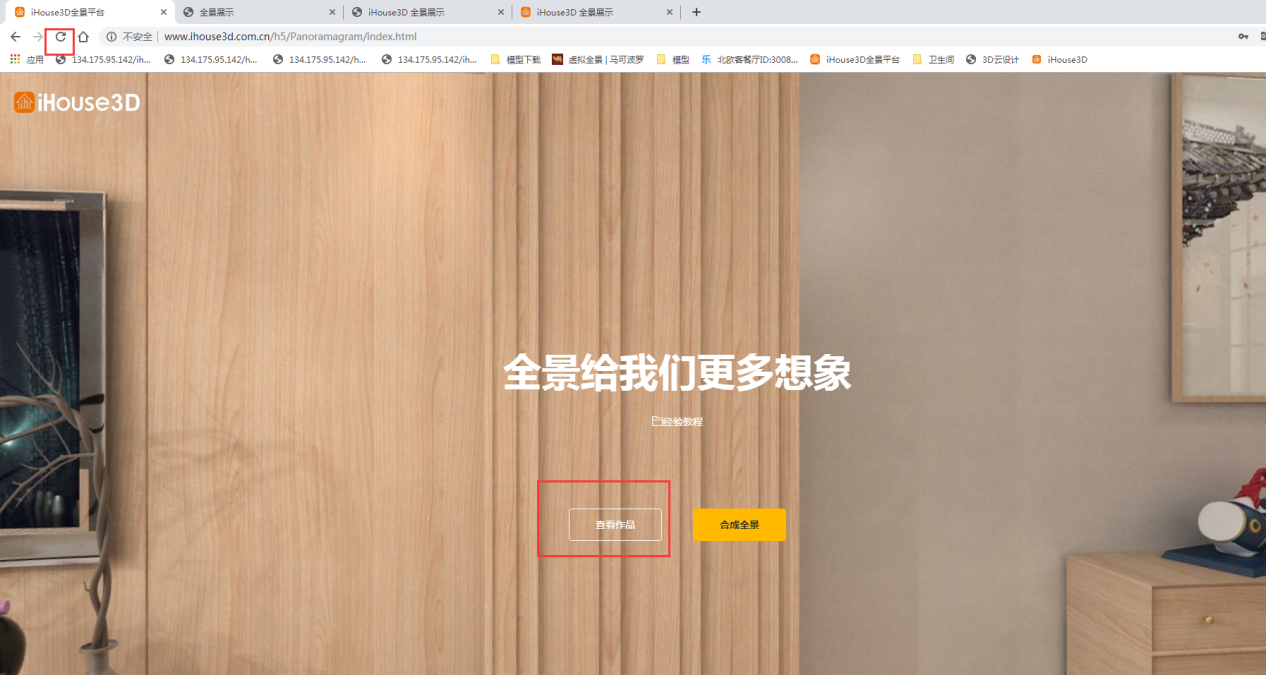 iHouse3D全景平台
全景展示
iHouse3D 全景展示
iHouse3D 全景展示
不安全 | www.ihouse3d.com.cn/h5/Panoramagram/index.html
应用 134.175.95.142/ih... 134.175.95.142/h... 134.175.95.142/h... 134.175.95.142/ih... 模型下载 虚拟全景 | 马可波罗 模型 乐 北欧客餐厅ID:3008... iHouse3D全景平台 卫生间 3D云设计 iHouse3D
iHouse3D
全景给我们更多想象
经验教程
查看作品
合成全景